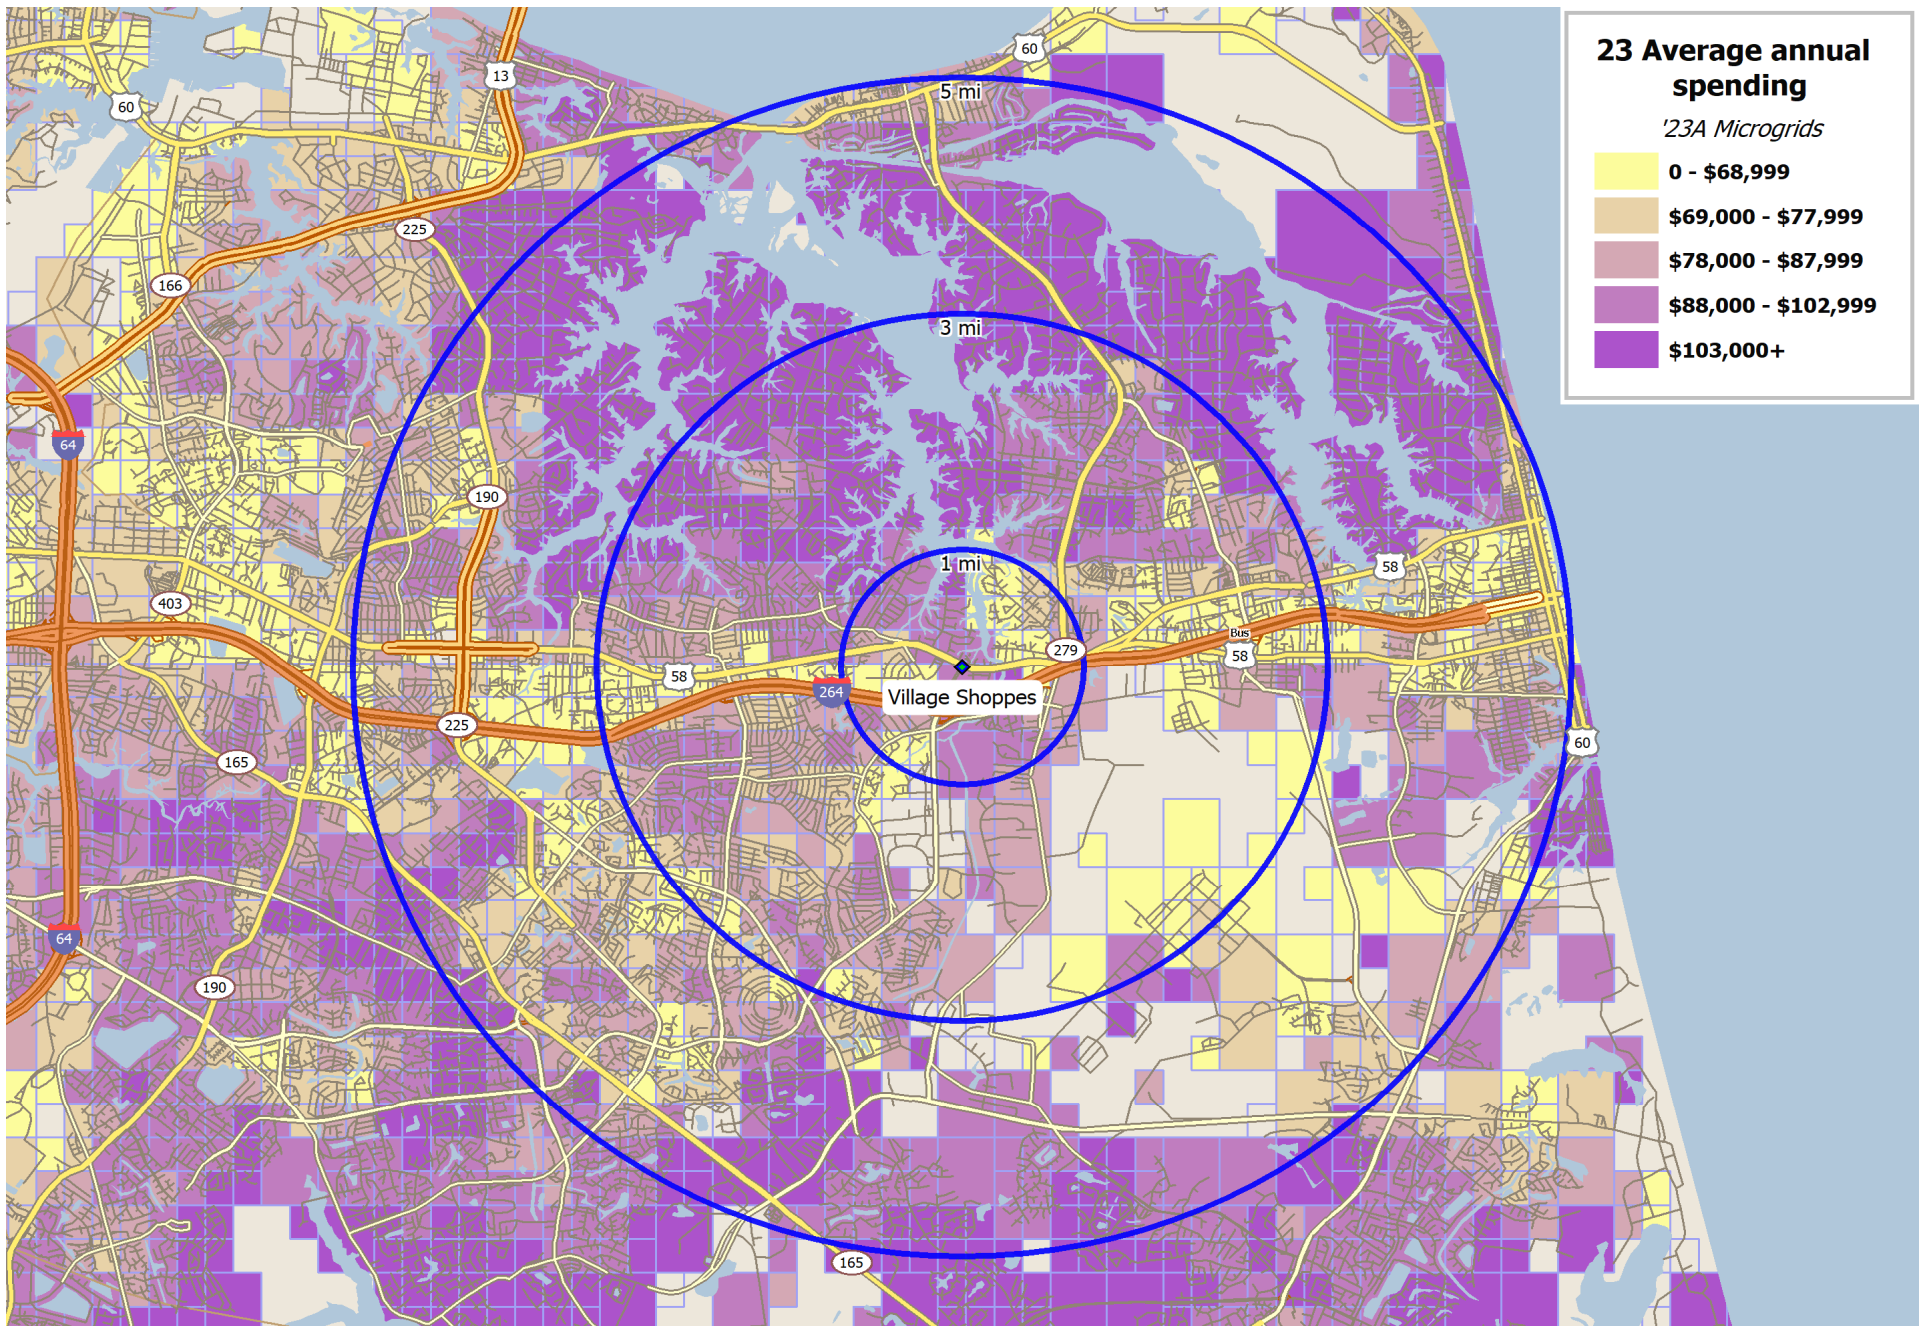 23 Average annual
spending
'23A Microgrids
0 - $68,999
$69,000 - $77,999
$78,000 - $87,999
$88,000 - $102,999
$103,000+
60
13
60
5 mi
225
166
3 mi
64
190
1 mi
58
403
Bus
279
58
58
264
Village Shoppes
225
60
165
64
190
165